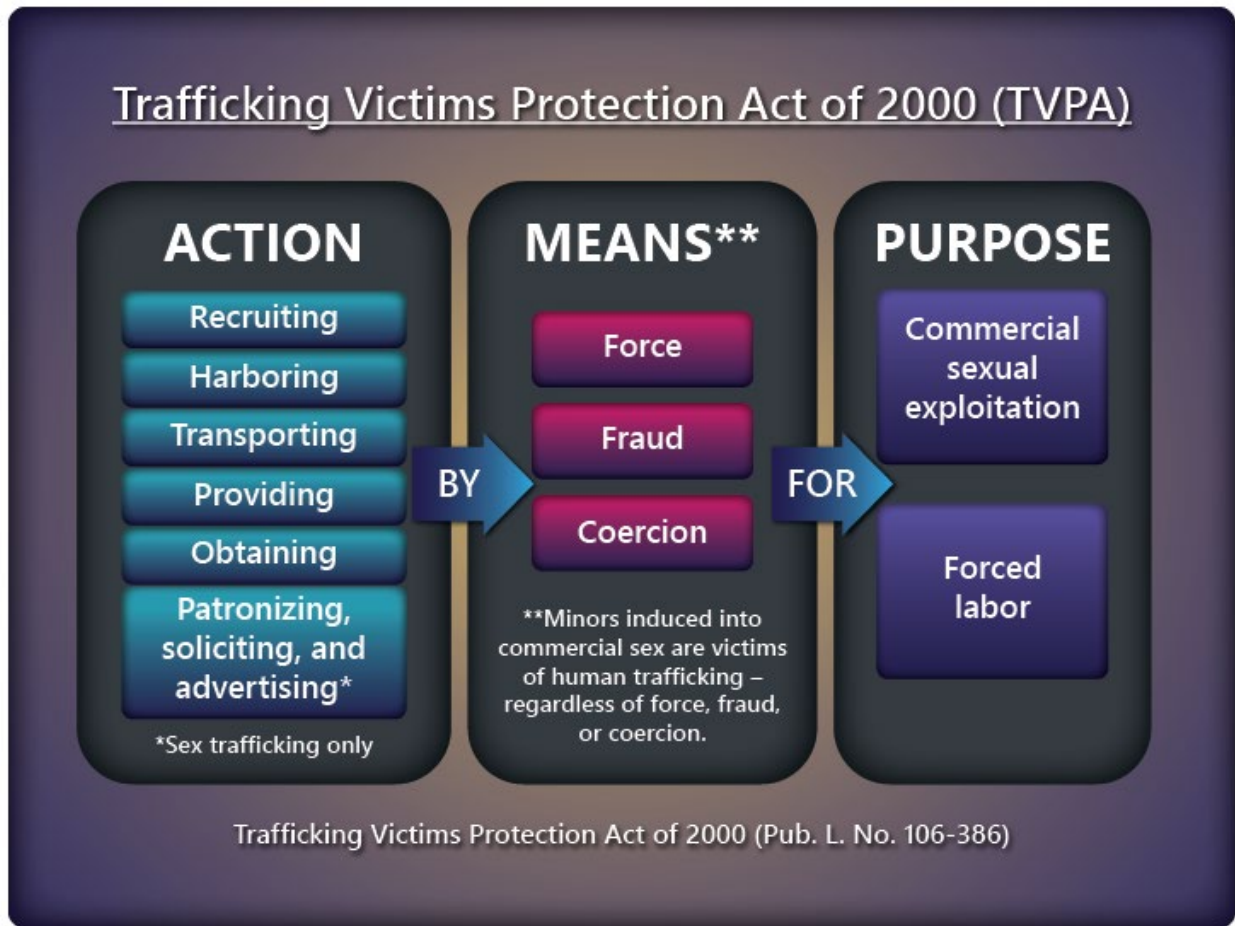 Trafficking Victims Protection Act of 2000 (TVPA)
ACTION
Recruiting
Harboring
Transporting
Providing
Obtaining
Patronizing,
soliciting, and
advertising*
*Sex trafficking only
BY
MEANS**
Force
Fraud
Coercion
**Minors induced into
commercial sex are victims
of human trafficking –
regardless of force, fraud,
or coercion.
FOR
PURPOSE
Commercial
sexual
exploitation
Forced
labor
Trafficking Victims Protection Act of 2000 (Pub. L. No. 106-386)